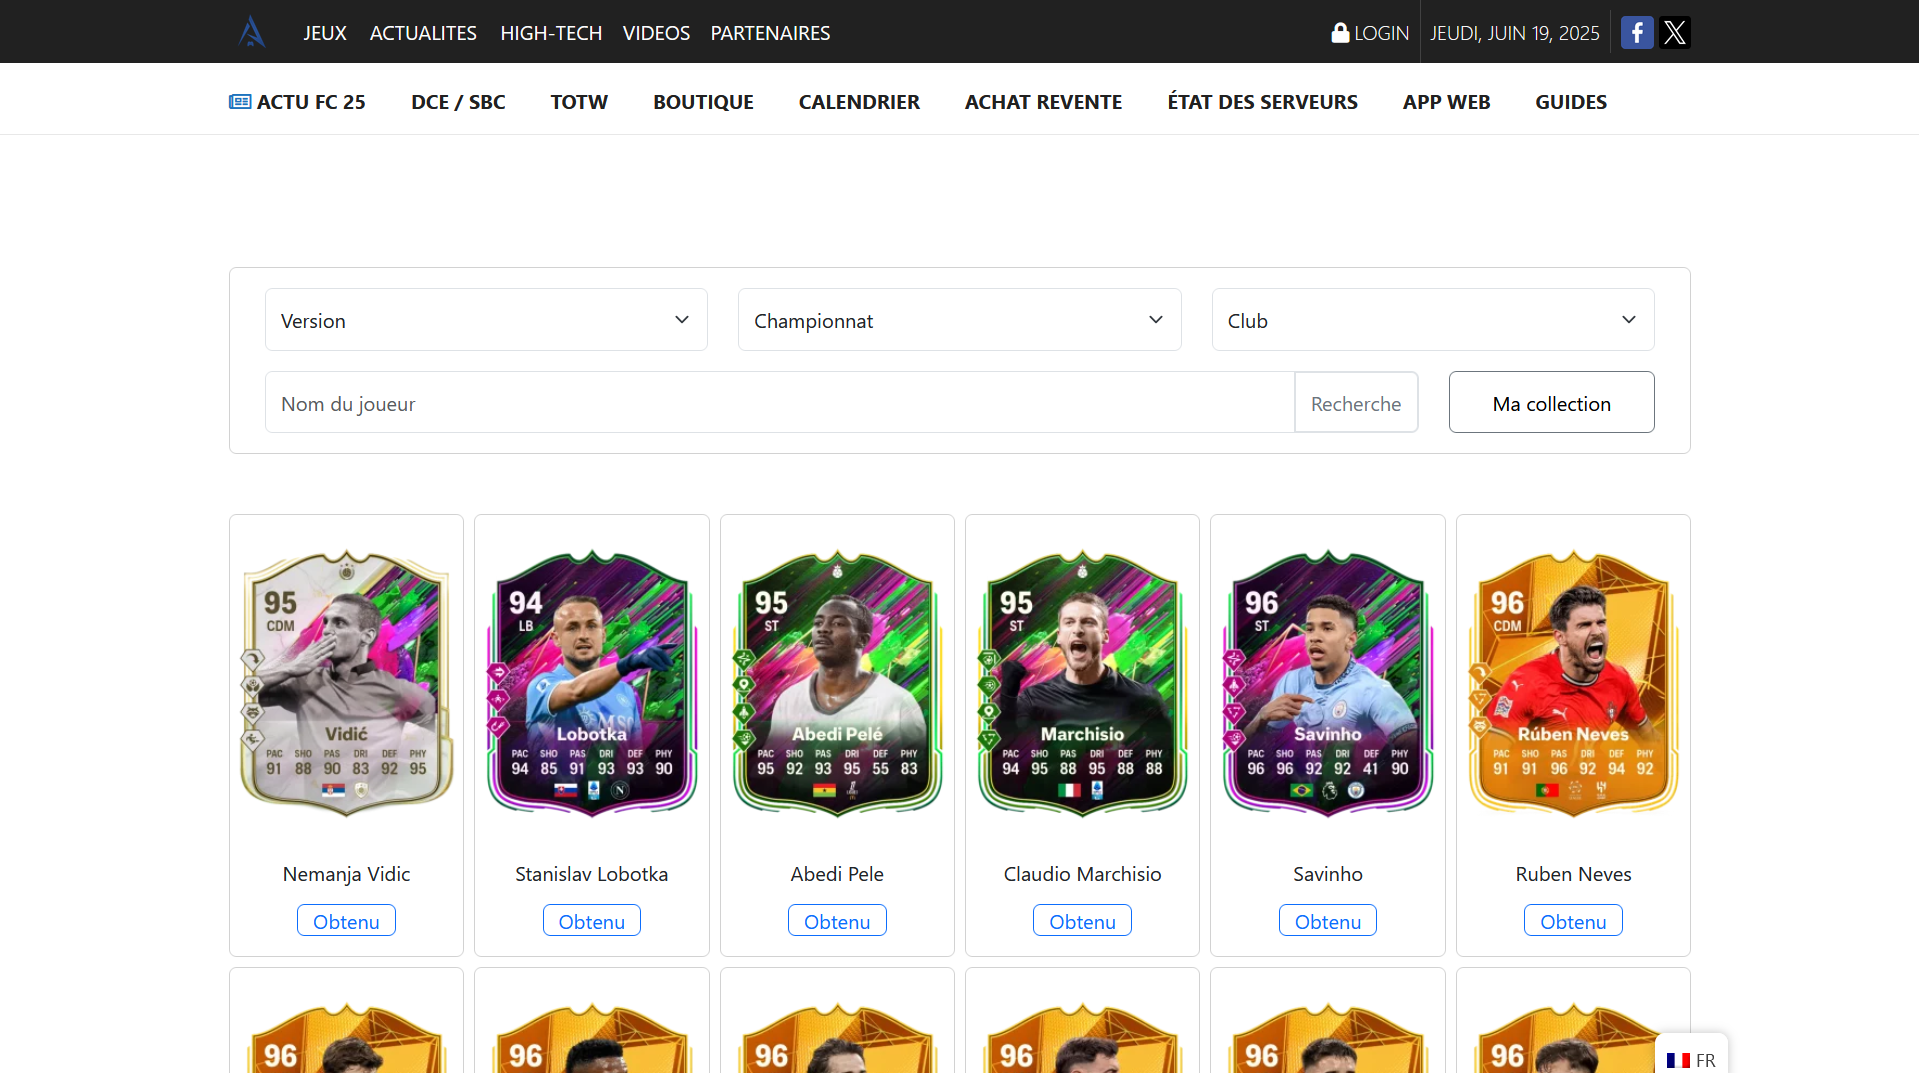 JEUX ACTUALITES HIGH-TECH VIDEOS PARTENAIRES LOGIN JEUDI, JUIN 19, 2025
ACTU FC 25 DCE / SBC TOTW BOUTIQUE CALENDRIER ACHAT REVENTE ÉTAT DES SERVEURS APP WEB GUIDES
Version Championnat Club
Nom du joueur Recherche Ma collection
95 94 95 95 96 96
CDM LB ST ST ST CDM
Vidić Lobotka Abedi Pelé Marchisio Savinho Rúben Neves
PAC SHO PAS DRI DEF PHY PAC SHO PAS DRI DEF PHY PAC SHO PAS DRI DEF PHY PAC SHO PAS DRI DEF PHY PAC SHO PAS DRI DEF PHY PAC SHO PAS DRI DEF PHY
91 88 90 83 92 95 94 85 91 93 93 90 95 92 93 95 55 83 94 95 88 95 88 88 96 96 92 92 41 90 91 91 96 92 94 92
Nemanja Vidic Stanislav Lobotka Abedi Pele Claudio Marchisio Savinho Ruben Neves
Obtenu Obtenu Obtenu Obtenu Obtenu Obtenu
96 96 96 96 96 96
FR